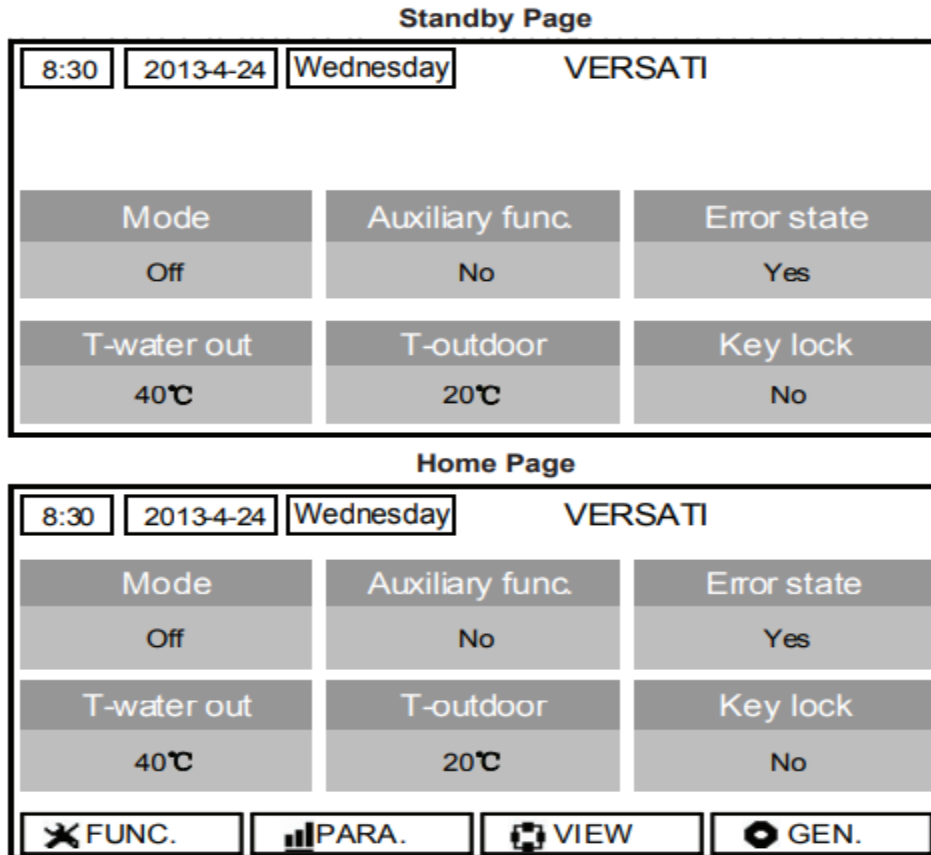 Standby Page
8:30 2013-4-24 Wednesday VERSATI
Mode Auxiliary func. Error state
Off No Yes
T-water out T-outdoor Key lock
40℃ 20℃ No
Home Page
8:30 2013-4-24 Wednesday VERSATI
Mode Auxiliary func. Error state
Off No Yes
T-water out T-outdoor Key lock
40℃ 20℃ No
FUNC. PARA. VIEW GEN.